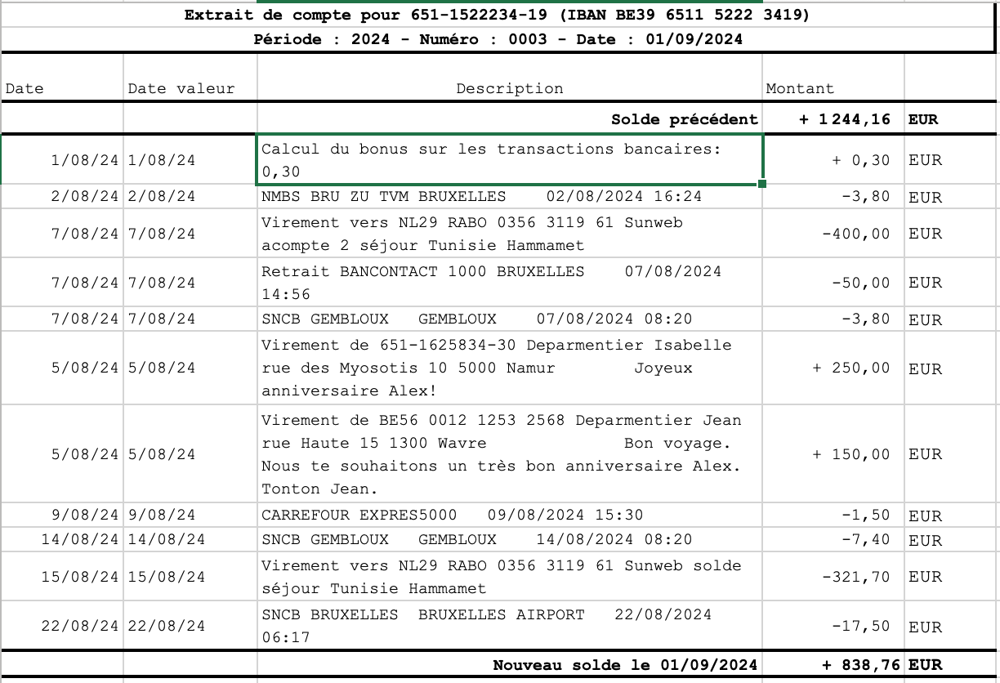 Extrait de compte pour 651-1522234-19 (IBAN BE39 6511 5222 3419)
Période : 2024 - Numéro : 0003 - Date : 01/09/2024
Date Date valeur Description Montant
Solde précédent + 1 244,16 EUR
1/08/24 1/08/24 Calcul du bonus sur les transactions bancaires:
0,30 + 0,30 EUR
2/08/24 2/08/24 NMBS BRU ZU TVM BRUXELLES 02/08/2024 16:24 -3,80 EUR
7/08/24 7/08/24 Virement vers NL29 RABO 0356 3119 61 Sunweb
acompte 2 séjour Tunisie Hammamet -400,00 EUR
7/08/24 7/08/24 Retrait BANCONTACT 1000 BRUXELLES 07/08/2024
14:56 -50,00 EUR
7/08/24 7/08/24 SNCB GEMBLOUX GEMBLOUX 07/08/2024 08:20 -3,80 EUR
Virement de 651-1625834-30 Deparmentier Isabelle
5/08/24 5/08/24 rue des Myosotis 10 5000 Namur Joyeux + 250,00 EUR
anniversaire Alex!
Virement de BE56 0012 1253 2568 Deparmentier Jean
rue Haute 15 1300 Wavre Bon voyage.
5/08/24 5/08/24 Nous te souhaitons un très bon anniversaire Alex. + 150,00 EUR
Tonton Jean.
9/08/24 9/08/24 CARREFOUR EXPRES5000 09/08/2024 15:30 -1,50 EUR
14/08/24 14/08/24 SNCB GEMBLOUX GEMBLOUX 14/08/2024 08:20 -7,40 EUR
15/08/24 15/08/24 Virement vers NL29 RABO 0356 3119 61 Sunweb solde
séjour Tunisie Hammamet -321,70 EUR
22/08/24 22/08/24 SNCB BRUXELLES BRUXELLES AIRPORT 22/08/2024
06:17 -17,50 EUR
Nouveau solde le 01/09/2024 + 838,76 EUR